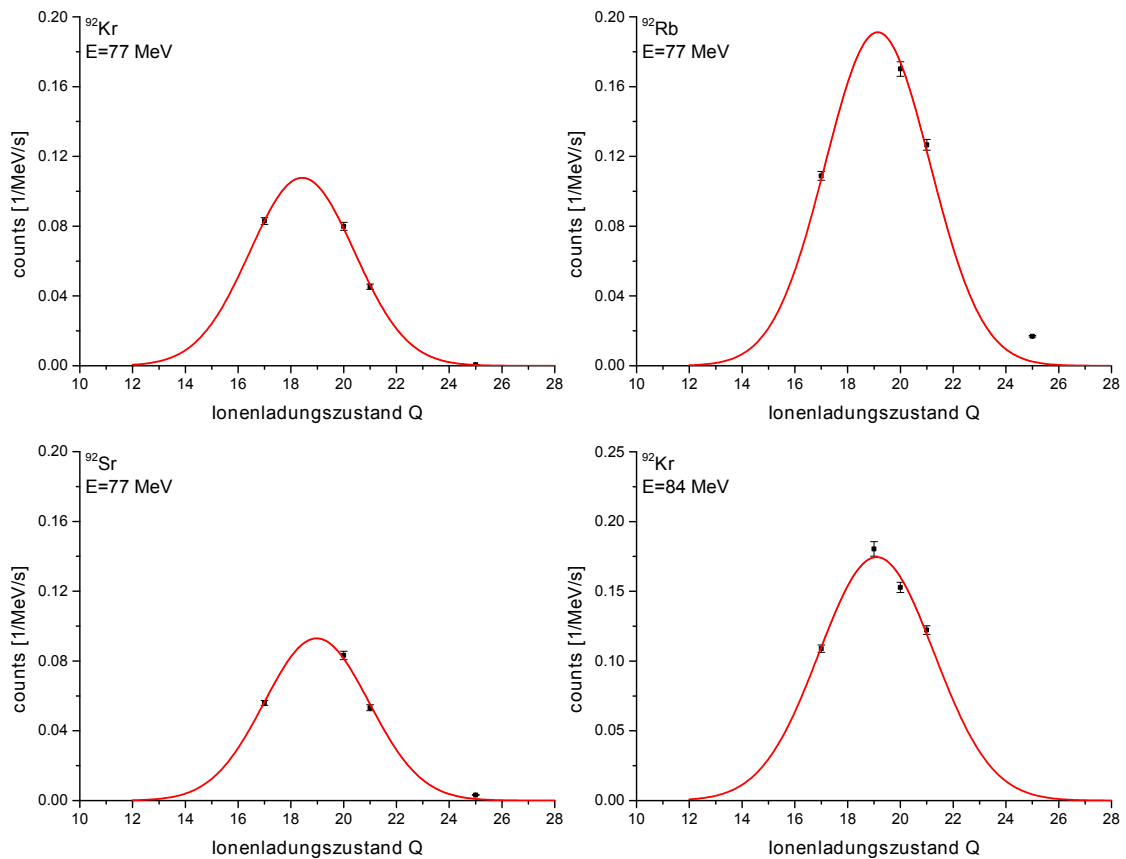 ⁹²Kr
E=77 MeV
counts [1/MeV/s]
0.20
0.16
0.12
0.08
0.04
0.00
10 12 14 16 18 20 22 24 26 28
Ionenladungszustand Q
⁹²Rb
E=77 MeV
counts [1/MeV/s]
0.20
0.16
0.12
0.08
0.04
0.00
10 12 14 16 18 20 22 24 26 28
Ionenladungszustand Q
⁹²Sr
E=77 MeV
counts [1/MeV/s]
0.20
0.16
0.12
0.08
0.04
0.00
10 12 14 16 18 20 22 24 26 28
Ionenladungszustand Q
⁹²Kr
E=84 MeV
counts [1/MeV/s]
0.25
0.20
0.15
0.10
0.05
0.00
10 12 14 16 18 20 22 24 26 28
Ionenladungszustand Q